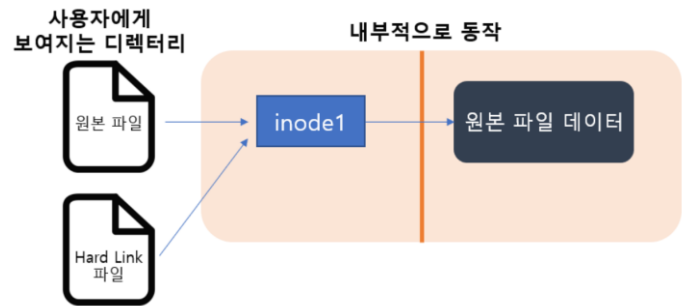 사용자에게
보여지는 디렉터리
내부적으로 동작
원본 파일
inode1
원본 파일 데이터
Hard Link
파일